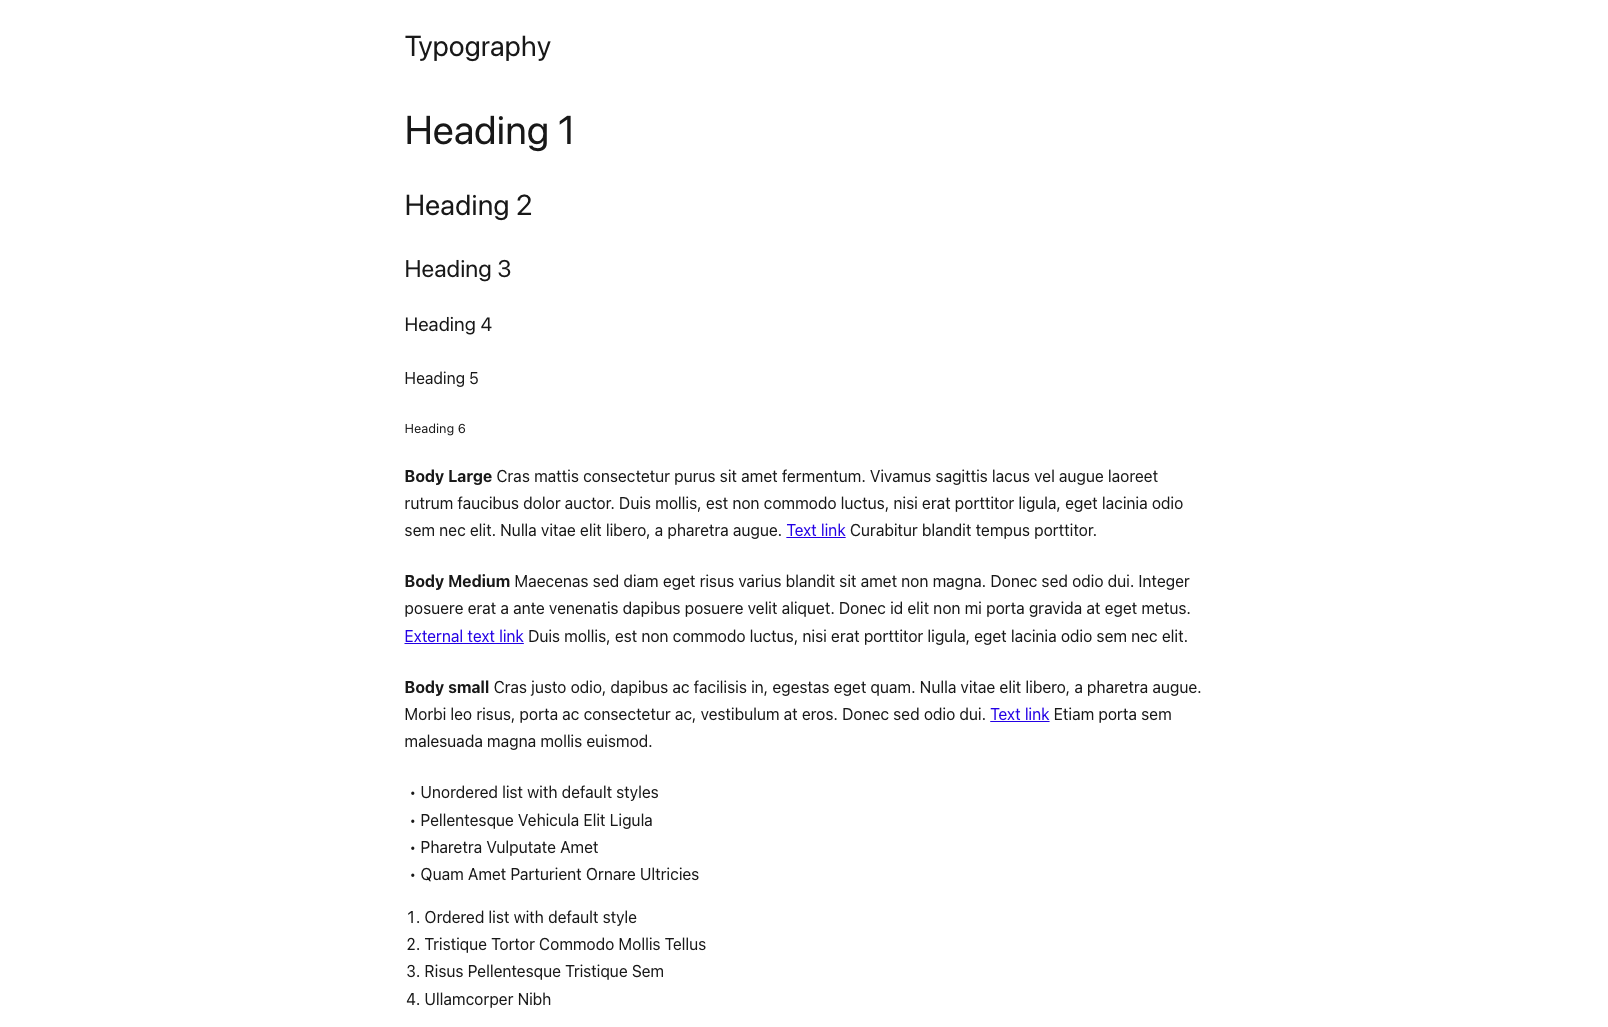 Typography
Heading 1
Heading 2
Heading 3
Heading 4
Heading 5
Heading 6
Body Large Cras mattis consectetur purus sit amet fermentum. Vivamus sagittis lacus vel augue laoreet
rutrum faucibus dolor auctor. Duis mollis, est non commodo luctus, nisi erat porttitor ligula, eget lacinia odio
sem nec elit. Nulla vitae elit libero, a pharetra augue. Text link Curabitur blandit tempus porttitor.
Body Medium Maecenas sed diam eget risus varius blandit sit amet non magna. Donec sed odio dui. Integer
posuere erat a ante venenatis dapibus posuere velit aliquet. Donec id elit non mi porta gravida at eget metus.
External text link Duis mollis, est non commodo luctus, nisi erat porttitor ligula, eget lacinia odio sem nec elit.
Body small Cras justo odio, dapibus ac facilisis in, egestas eget quam. Nulla vitae elit libero, a pharetra augue.
Morbi leo risus, porta ac consectetur ac, vestibulum at eros. Donec sed odio dui. Text link Etiam porta sem
malesuada magna mollis euismod.
• Unordered list with default styles
• Pellentesque Vehicula Elit Ligula
• Pharetra Vulputate Amet
• Quam Amet Parturient Ornare Ultricies
1. Ordered list with default style
2. Tristique Tortor Commodo Mollis Tellus
3. Risus Pellentesque Tristique Sem
4. Ullamcorper Nibh